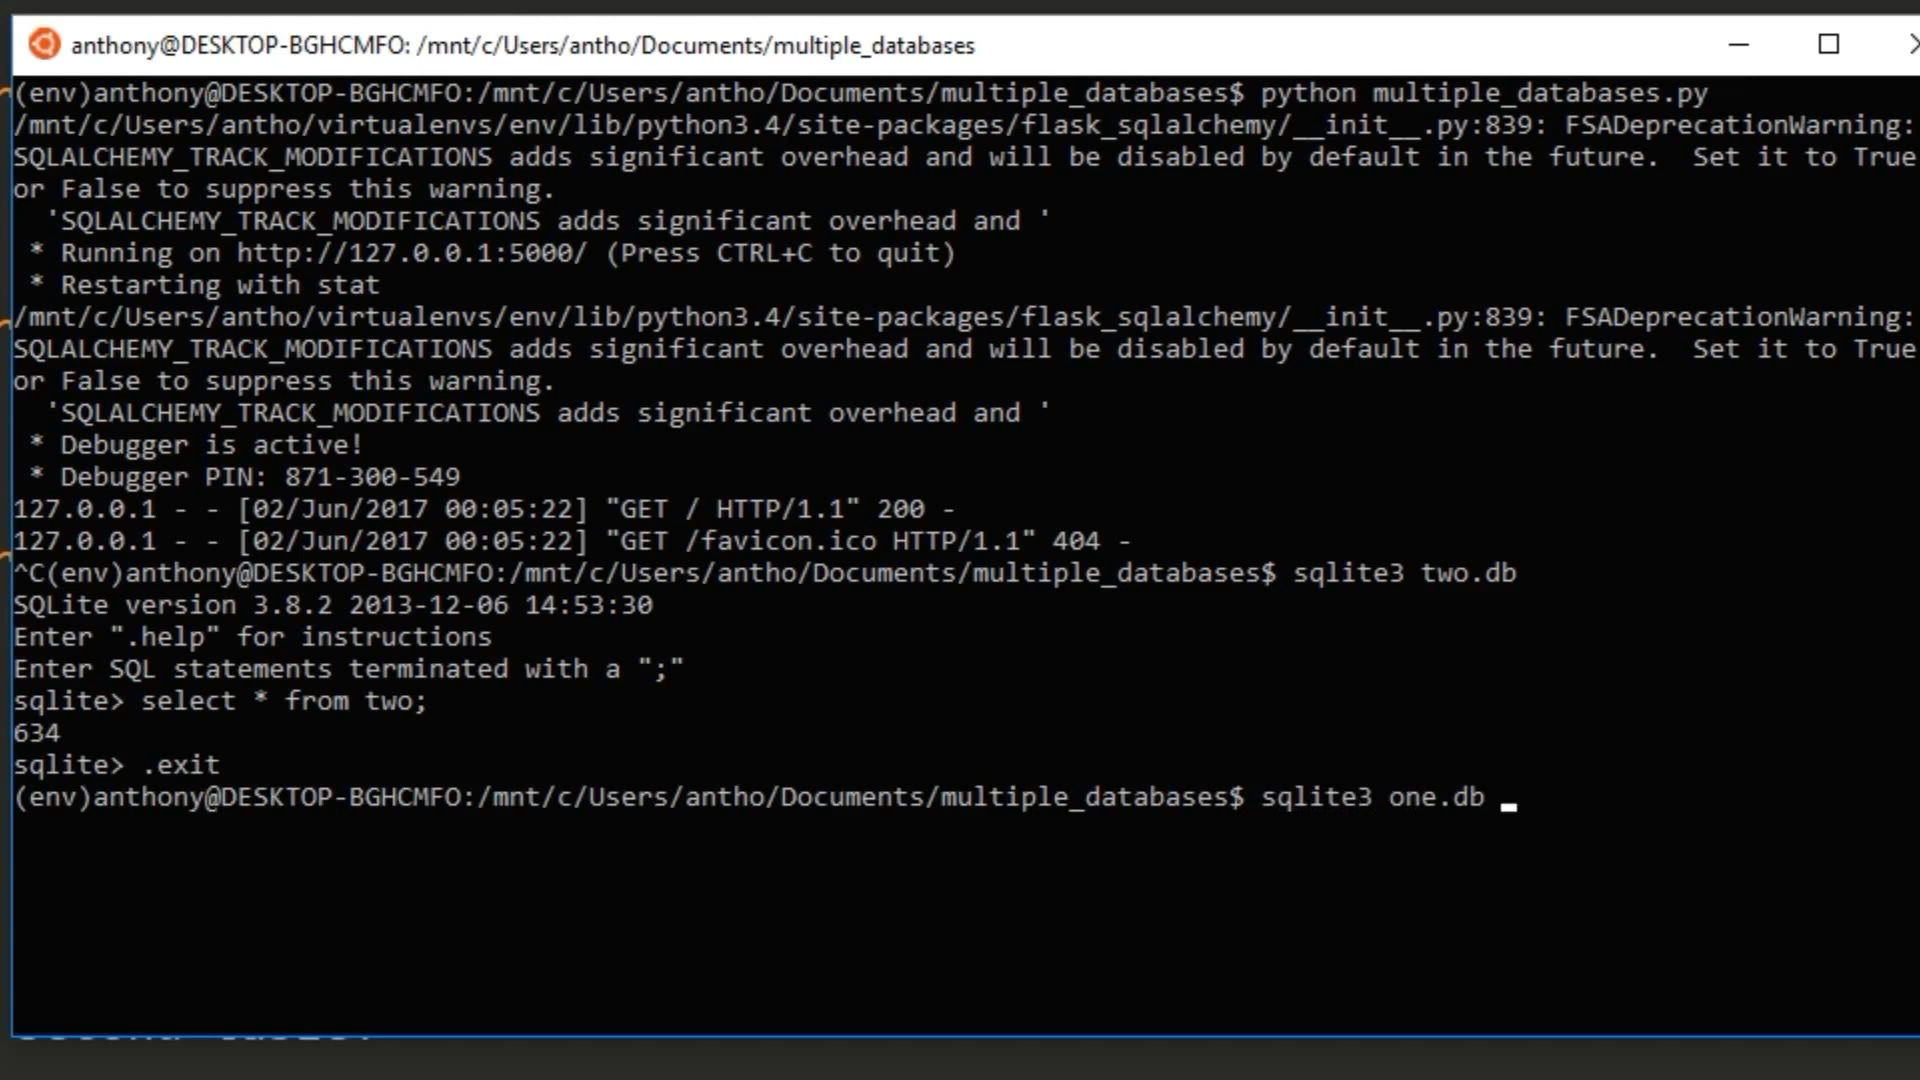 anthony@DESKTOP-BGHCMFO: /mnt/c/Users/antho/Documents/multiple_databases
(env)anthony@DESKTOP-BGHCMFO:/mnt/c/Users/antho/Documents/multiple_databases$ python multiple_databases.py
/mnt/c/Users/antho/virtualenvs/env/lib/python3.4/site-packages/flask_sqlalchemy/__init__.py:839: FSADeprecationWarning:
SQLALCHEMY_TRACK_MODIFICATIONS adds significant overhead and will be disabled by default in the future.  Set it to True
or False to suppress this warning.
  'SQLALCHEMY_TRACK_MODIFICATIONS adds significant overhead and '
 * Running on http://127.0.0.1:5000/ (Press CTRL+C to quit)
 * Restarting with stat
/mnt/c/Users/antho/virtualenvs/env/lib/python3.4/site-packages/flask_sqlalchemy/__init__.py:839: FSADeprecationWarning:
SQLALCHEMY_TRACK_MODIFICATIONS adds significant overhead and will be disabled by default in the future.  Set it to True
or False to suppress this warning.
  'SQLALCHEMY_TRACK_MODIFICATIONS adds significant overhead and '
 * Debugger is active!
 * Debugger PIN: 871-300-549
127.0.0.1 - - [02/Jun/2017 00:05:22] "GET / HTTP/1.1" 200 -
127.0.0.1 - - [02/Jun/2017 00:05:22] "GET /favicon.ico HTTP/1.1" 404 -
^C(env)anthony@DESKTOP-BGHCMFO:/mnt/c/Users/antho/Documents/multiple_databases$ sqlite3 two.db
SQLite version 3.8.2 2013-12-06 14:53:30
Enter ".help" for instructions
Enter SQL statements terminated with a ";"
sqlite> select * from two;
634
sqlite> .exit
(env)anthony@DESKTOP-BGHCMFO:/mnt/c/Users/antho/Documents/multiple_databases$ sqlite3 one.db